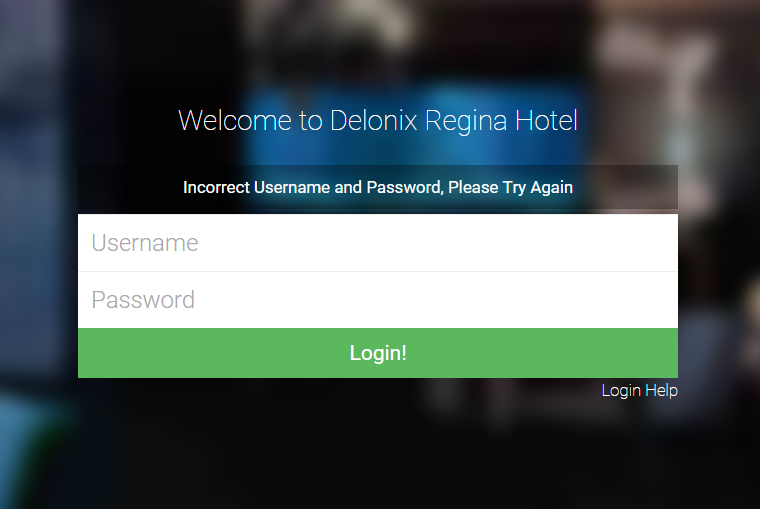 Welcome to Delonix Regina Hotel
Incorrect Username and Password, Please Try Again
Username
Password
Login!
Login Help